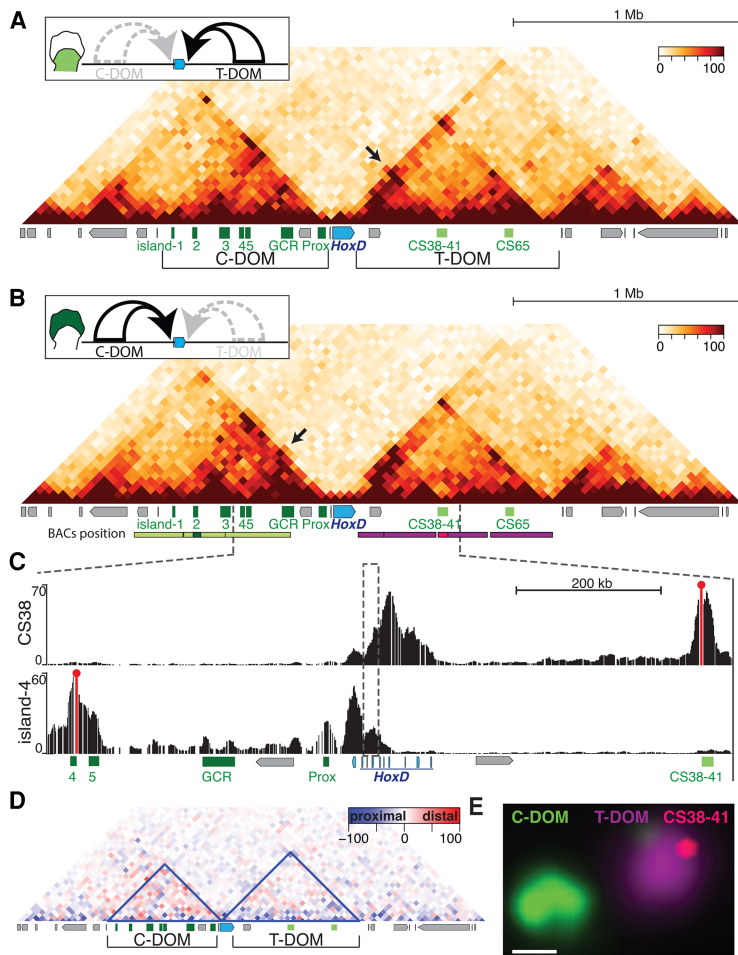 A
C-DOM T-DOM
1 Mb
0 100
island-1 2 3 45 GCR Prox HoxD CS38-41 CS65
C-DOM T-DOM
B
C-DOM T-DOM
1 Mb
0 100
island-1 2 3 45 GCR Prox HoxD CS38-41 CS65
BACs position
C
70
CS38
0
200 kb
60
island-4
0
4 5 GCR Prox HoxD CS38-41
D
proximal distal
−100 0 100
C-DOM T-DOM
E
C-DOM T-DOM CS38-41